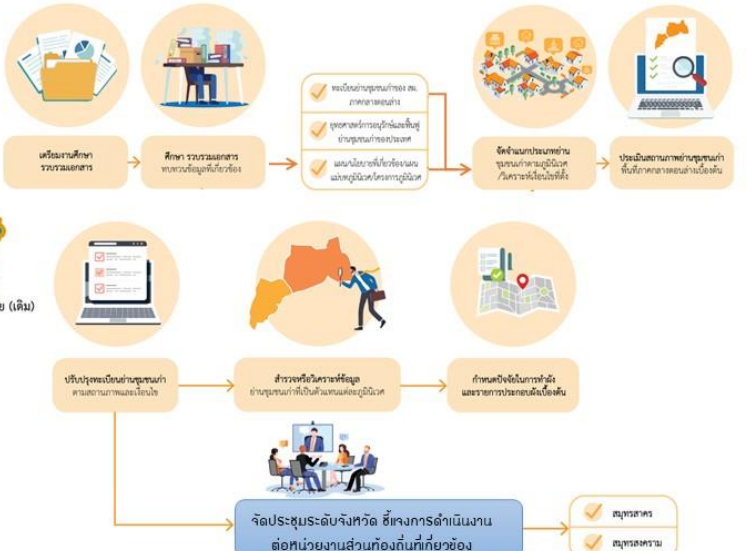 เตรียมงานศึกษา
รวบรวมเอกสาร
ศึกษา รวบรวมเอกสาร
ทบทวนข้อมูลที่เกี่ยวข้อง
ทะเบียนย่านชุมชนเก่าของ สผ.
ภาคกลางตอนล่าง
ยุทธศาสตร์การอนุรักษ์และฟื้นฟู
ย่านชุมชนเก่าของประเทศ
แผน/นโยบายที่เกี่ยวข้อง/แผน
แม่บทภูมินิเวศ/โครงการภูมินิเวศ
จัดจำแนกประเภทย่าน
ชุมชนเก่าตามภูมินิเวศ
/วิเคราะห์เงื่อนไขที่ตั้ง
ประเมินสถานภาพย่านชุมชนเก่า
พื้นที่ภาคกลางตอนล่างเบื้องต้น
(เดิม)
ปรับปรุงทะเบียนย่านชุมชนเก่า
ตามสถานภาพและเงื่อนไข
สำรวจหรือวิเคราะห์ข้อมูล
ย่านชุมชนเก่าที่เป็นตัวแทนแต่ละภูมินิเวศ
กำหนดปัจจัยในการทำผัง
และรายการประกอบผังเบื้องต้น
จัดประชุมระดับจังหวัด ชี้แจงการดำเนินงาน
ต่อหน่วยงานส่วนท้องถิ่นที่เกี่ยวข้อง
สมุทรสาคร
สมุทรสงคราม